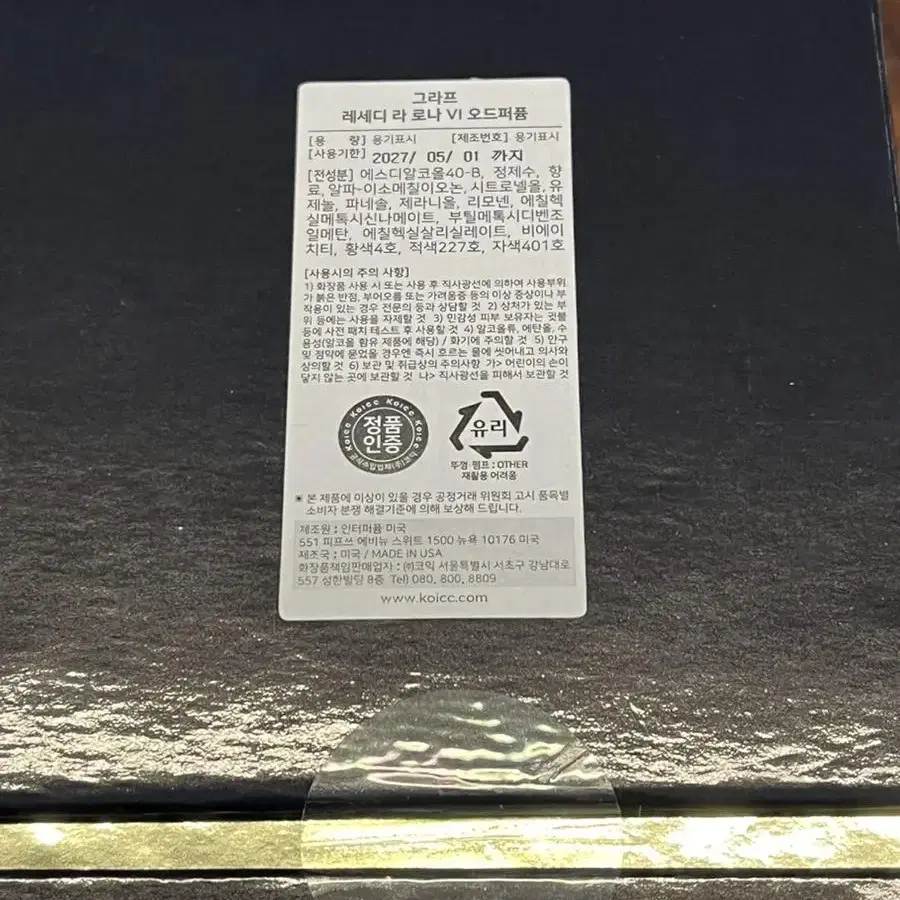 그라프
레세디 라 로나 VI 오드퍼퓸
[용 량] 용기표시 [제조번호] 용기표시
[사용기한] 2027/ 05/ 01 까지
[전성분] 에스디알코올40-B, 정제수, 향
료, 알파-이소메칠이오논, 시트로넬올, 유
제놀, 파네솔, 제라니올, 리모넨, 에칠헥
실메톡시신나메이트, 부틸메톡시디벤조
일메탄, 에칠헥실살리실레이트, 비에이
치티, 황색4호, 적색227호, 자색401호
[사용시의 주의 사항]
1) 화장품 사용 시 또는 사용 후 직사광선에 의하여 사용부위
가 붉은 반점, 부어오름 또는 가려움증 등의 이상 증상이나 부
작용이 있는 경우 전문의 등과 상담할 것 2) 상처가 있는 부
위 등에는 사용을 자제할 것 3) 민감성 피부 보유자는 귓볼
등에 사전 패치 테스트 후 사용할 것 4) 알코올류, 에탄올, 수
용성(알코올 함유 제품에 해당) / 화기에 주의할 것 5) 안구
및 점막에 묻었을 경우엔 즉시 흐르는 물에 씻어내고 의사와
상의할 것 6) 보관 및 취급상의 주의사항 가> 어린이의 손이
닿지 않는 곳에 보관할 것 나> 직사광선을 피해서 보관할 것
Koicc Koicc Koicc
정품
인증
공식수입업체(주)코익
유리
뚜껑·펌프 : OTHER
재활용 어려움
▣ 본 제품에 이상이 있을 경우 공정거래 위원회 고시 품목별
소비자 분쟁 해결기준에 의해 보상해 드립니다.
제조원 : 인터퍼퓸 미국
551 피프쓰 에비뉴 스위트 1500 뉴욕 10176 미국
제조국 : 미국 / MADE IN USA
화장품책임판매업자 : (주)코익 서울특별시 서초구 강남대로
557 성한빌딩 8층 Tel) 080. 800. 8809
www.koicc.com